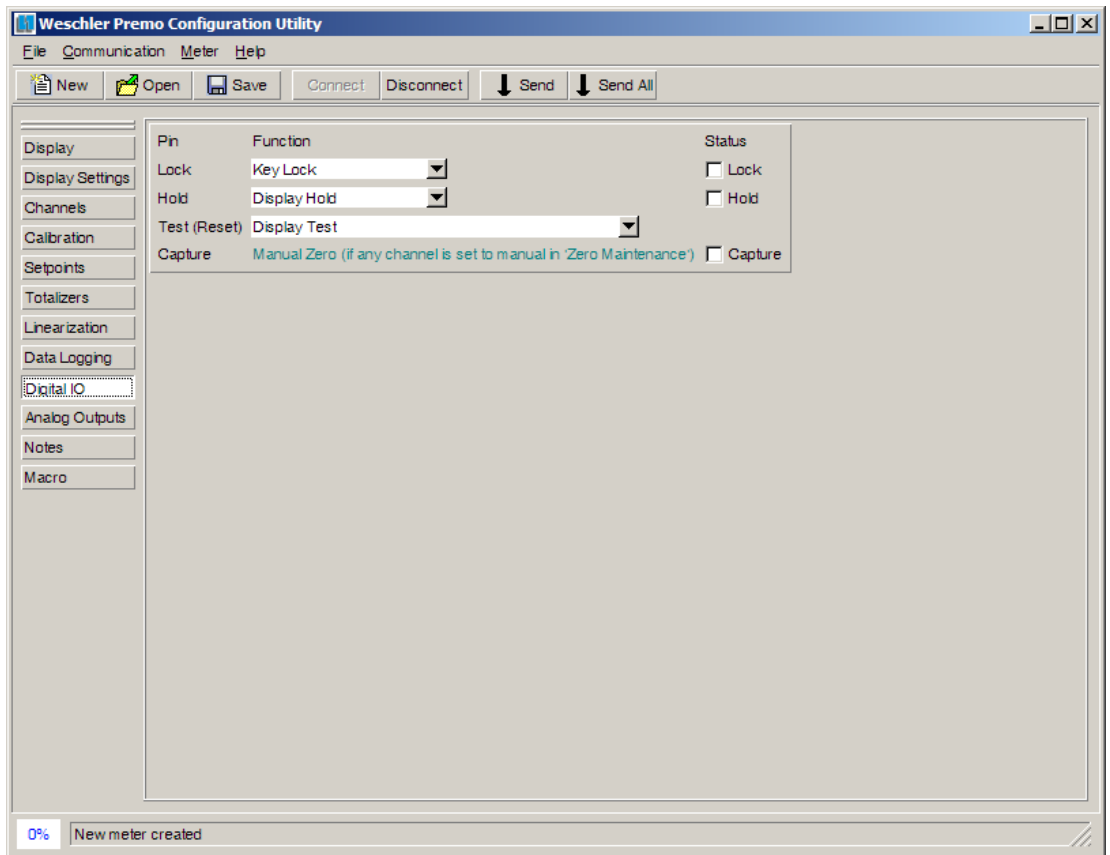 Weschler Premo Configuration Utility
File Communication Meter Help
New Open Save Connect Disconnect Send Send All
Display
Display Settings
Channels
Calibration
Setpoints
Totalizers
Linearization
Data Logging
Digital IO
Analog Outputs
Notes
Macro
Pin Function Status
Lock Key Lock Lock
Hold Display Hold Hold
Test (Reset) Display Test
Capture Manual Zero (if any channel is set to manual in 'Zero Maintenance') Capture
0% New meter created